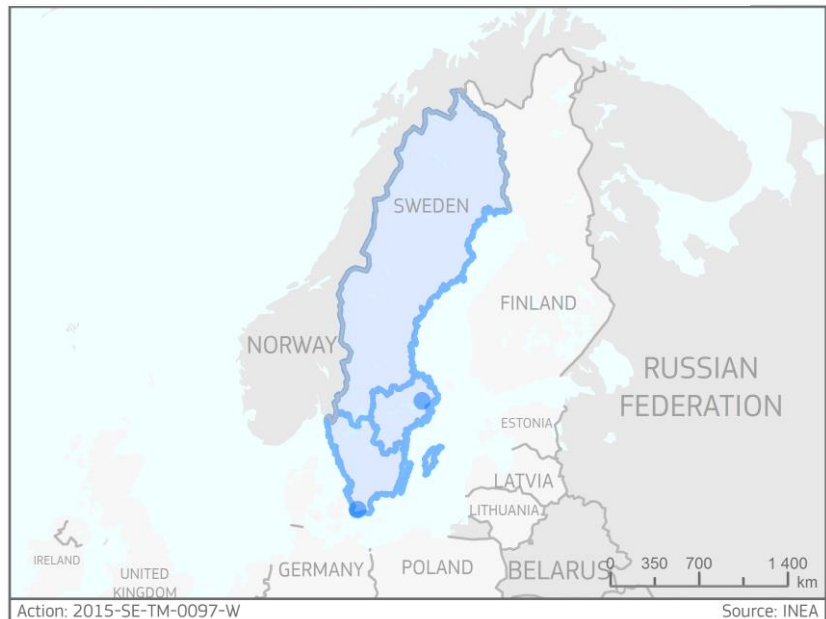 SWEDEN
FINLAND
NORWAY
RUSSIAN
FEDERATION
ESTONIA
LATVIA
LITHUANIA
IRELAND
UNITED
KINGDOM
GERMANY
POLAND
BELARUS
0 350 700 1 400
km
Action: 2015-SE-TM-0097-W
Source: INEA